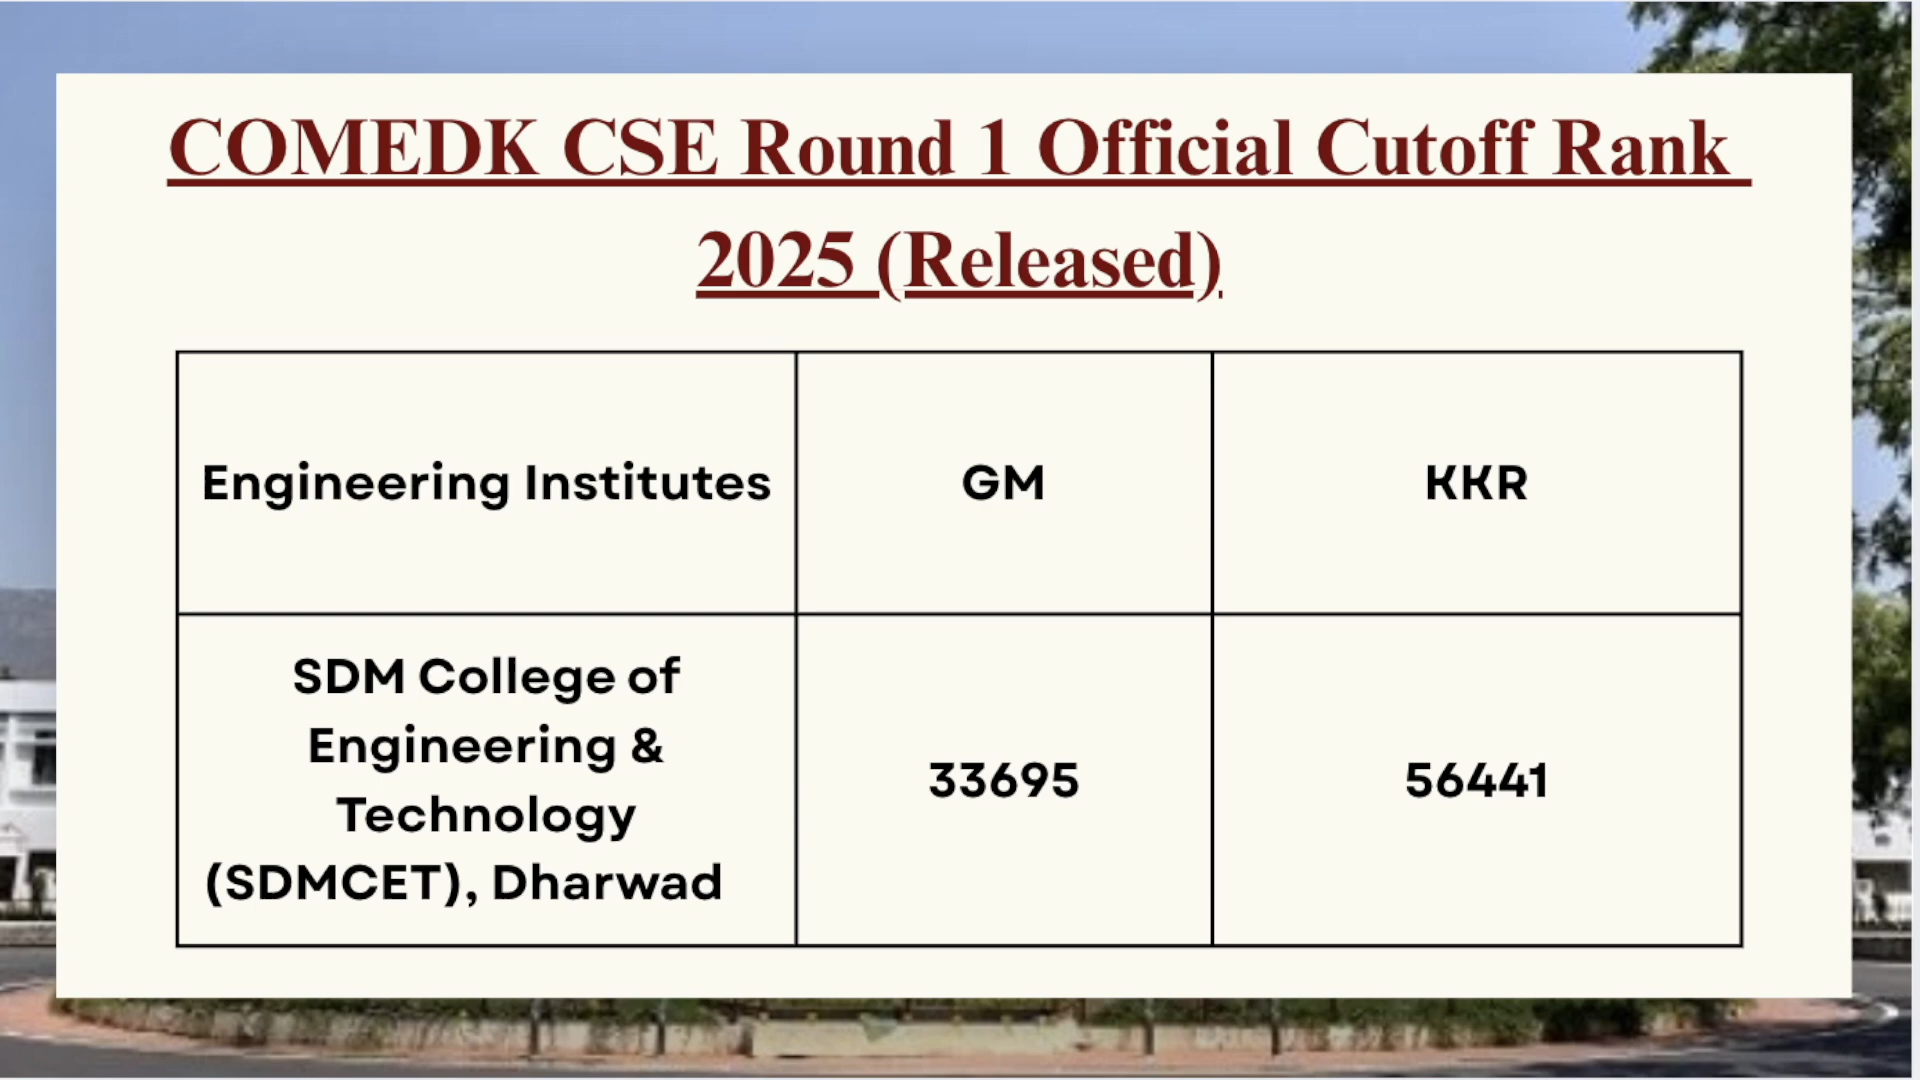 COMEDK CSE Round 1 Official Cutoff Rank
2025 (Released)
Engineering Institutes
GM
KKR
SDM College of
Engineering &
Technology
(SDMCET), Dharwad
33695
56441